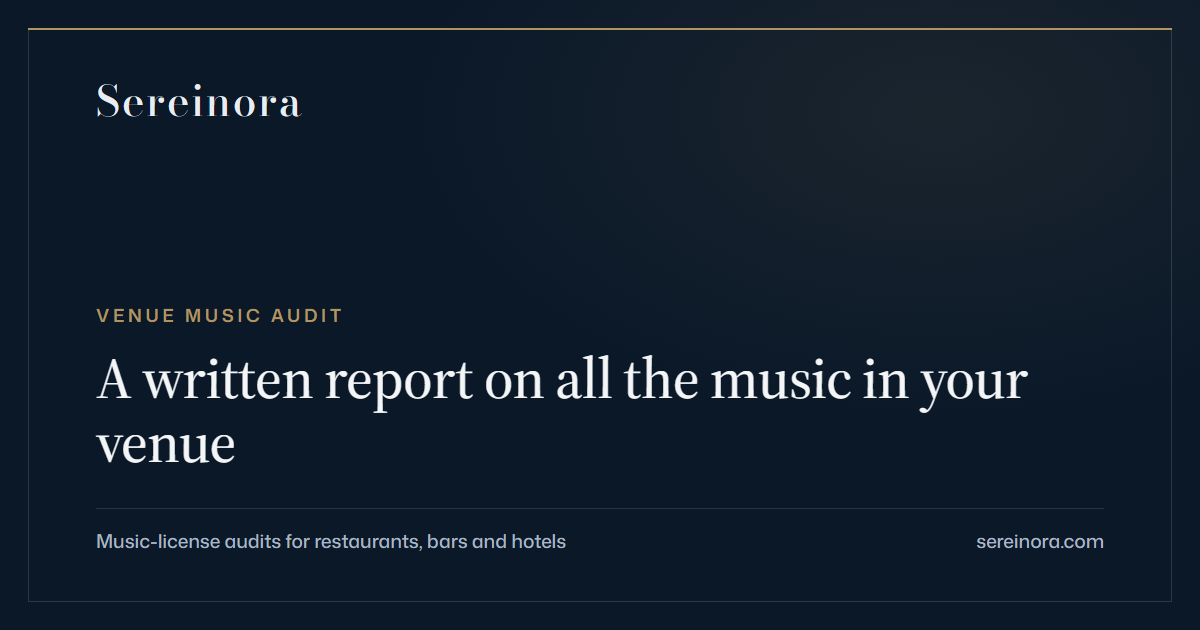 Sereinora
VENUE MUSIC AUDIT
A written report on all the music in your
venue
Music-license audits for restaurants, bars and hotels
sereinora.com